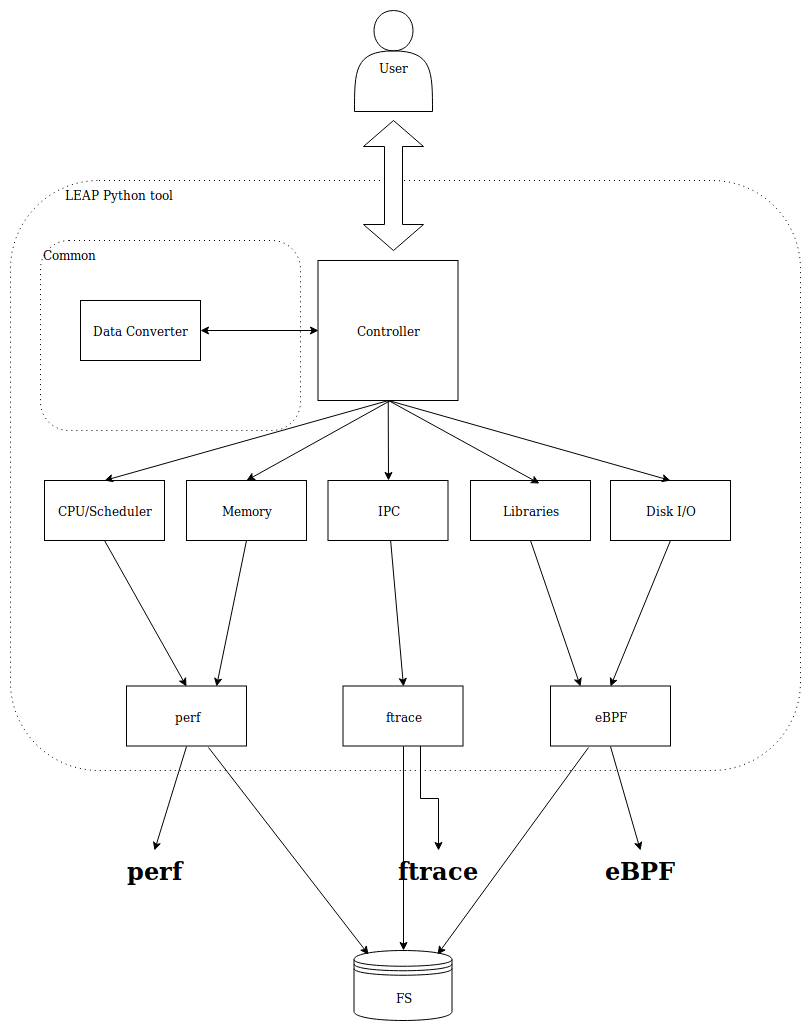 User
LEAP Python tool
Common
Data Converter
Controller
CPU/Scheduler
Memory
IPC
Libraries
Disk I/O
perf
ftrace
eBPF
perf
ftrace
eBPF
FS